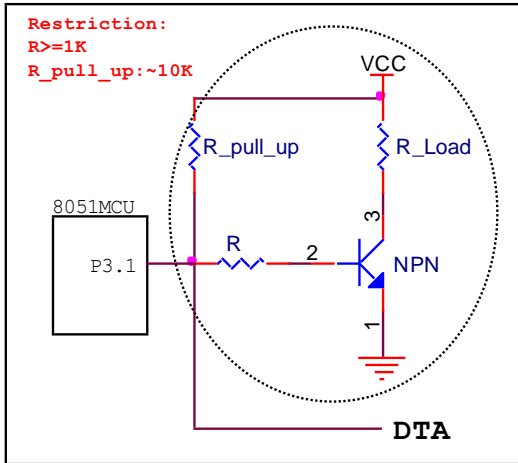 Restriction:
R>=1K
R_pull_up:~10K
VCC
R_pull_up
R_Load
8051MCU
P3.1
R
2
3
NPN
1
DTA